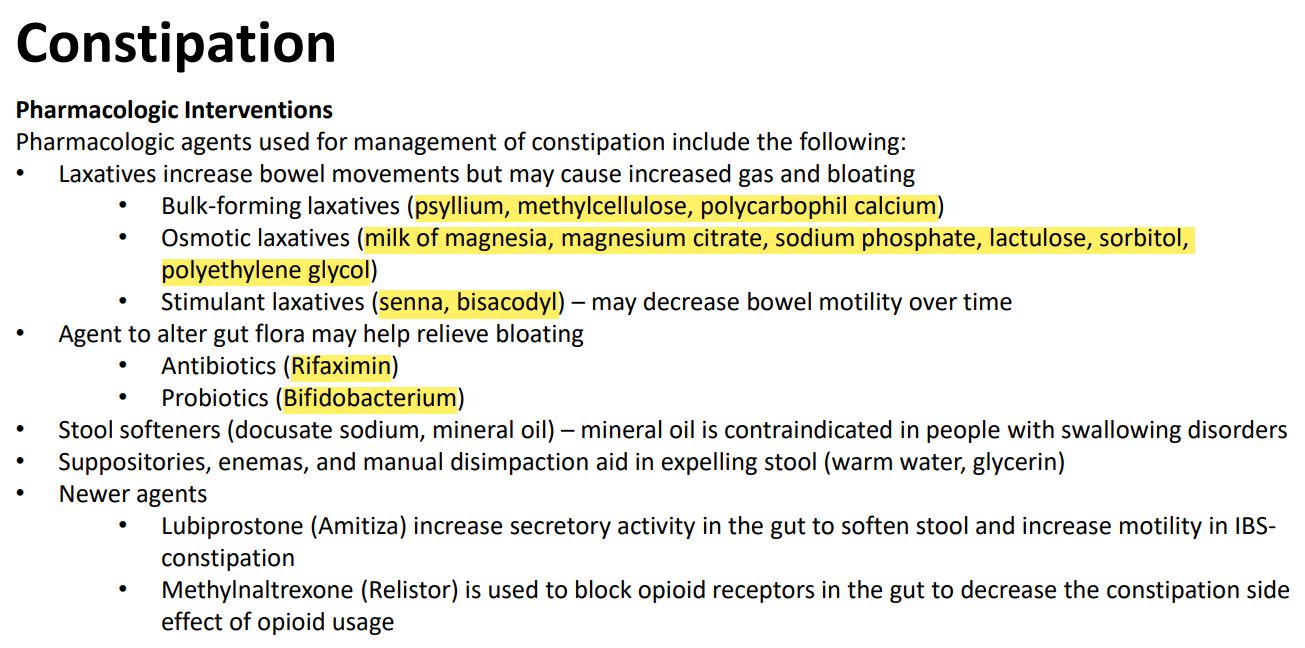 Constipation
Pharmacologic Interventions
Pharmacologic agents used for management of constipation include the following:
• Laxatives increase bowel movements but may cause increased gas and bloating
• Bulk-forming laxatives (psyllium, methylcellulose, polycarbophil calcium)
• Osmotic laxatives (milk of magnesia, magnesium citrate, sodium phosphate, lactulose, sorbitol,
polyethylene glycol)
• Stimulant laxatives (senna, bisacodyl) – may decrease bowel motility over time
• Agent to alter gut flora may help relieve bloating
• Antibiotics (Rifaximin)
• Probiotics (Bifidobacterium)
• Stool softeners (docusate sodium, mineral oil) – mineral oil is contraindicated in people with swallowing disorders
• Suppositories, enemas, and manual disimpaction aid in expelling stool (warm water, glycerin)
• Newer agents
• Lubiprostone (Amitiza) increase secretory activity in the gut to soften stool and increase motility in IBS-
constipation
• Methylnaltrexone (Relistor) is used to block opioid receptors in the gut to decrease the constipation side
effect of opioid usage